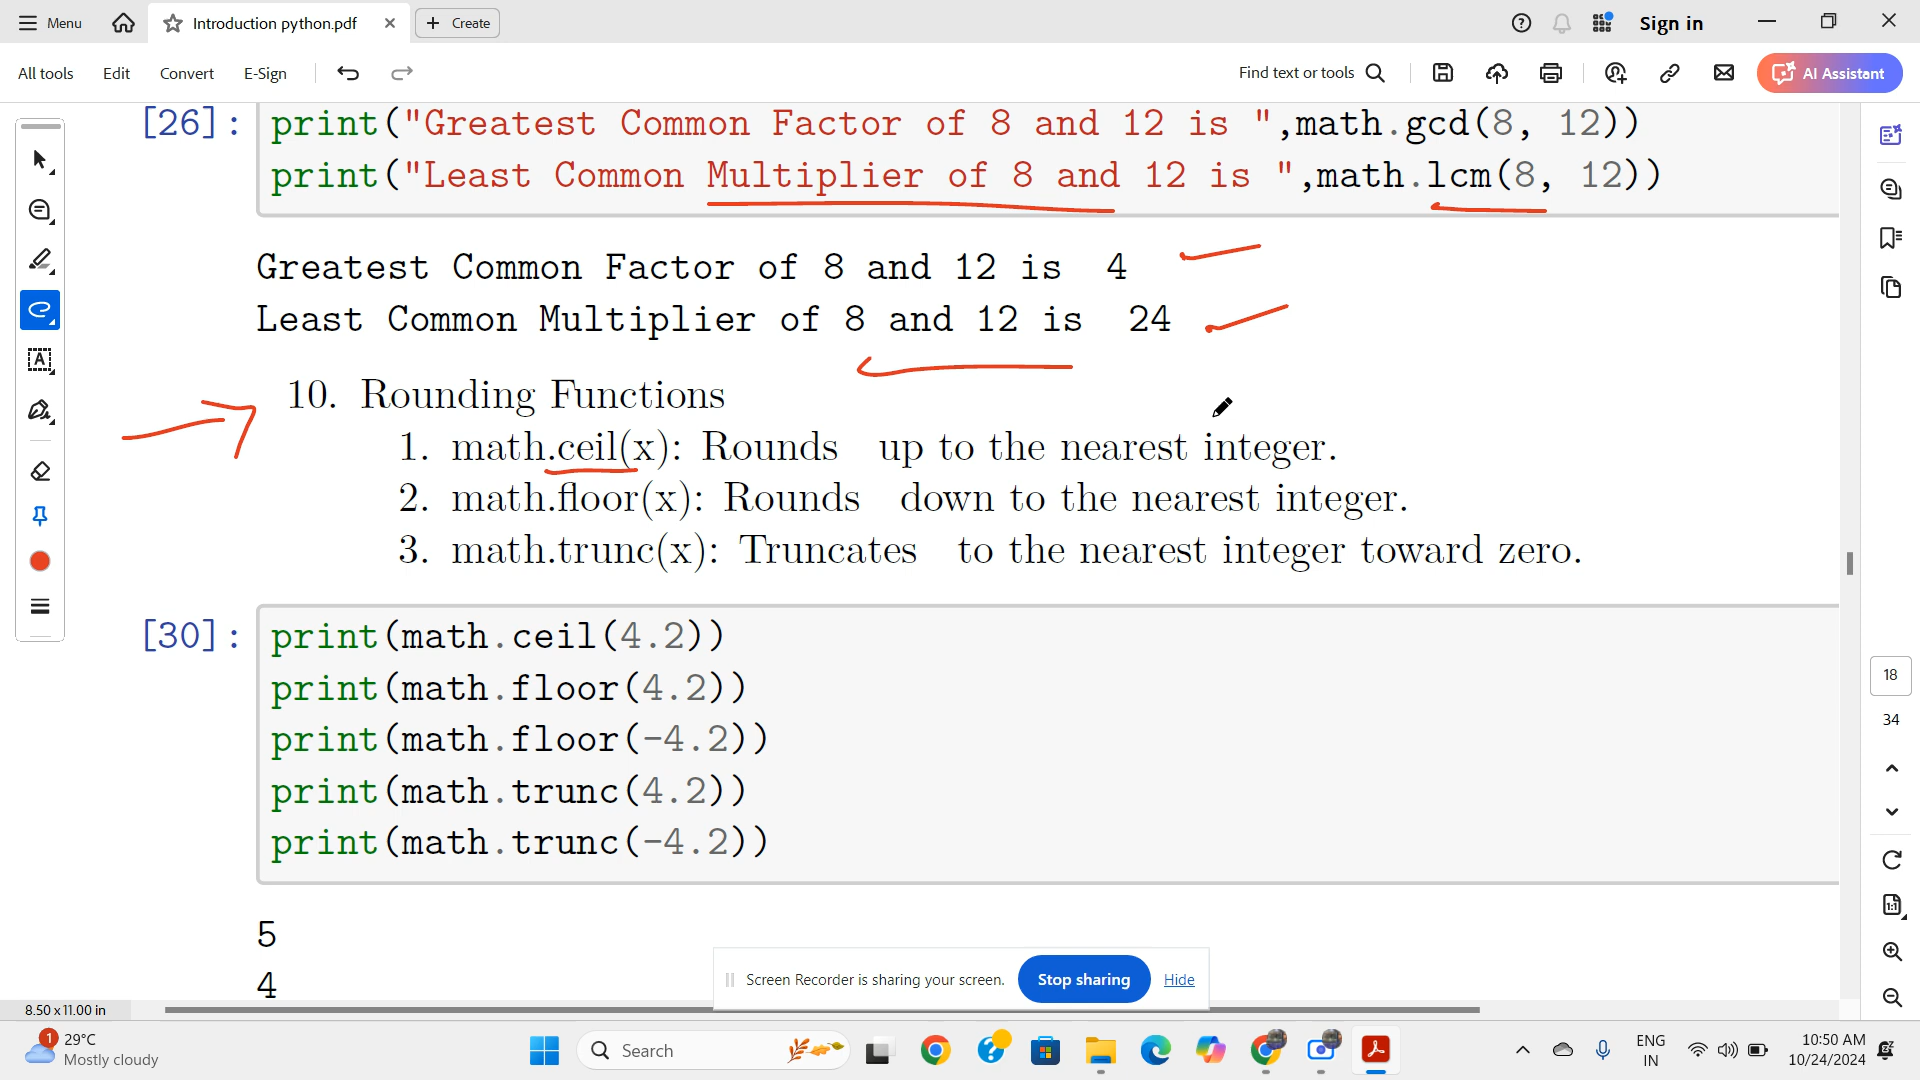 Menu
Introduction python.pdf
Create
Sign in
All tools
Edit
Convert
E-Sign
Find text or tools
AI Assistant
[26]: print("Greatest Common Factor of 8 and 12 is ",math.gcd(8, 12))
print("Least Common Multiplier of 8 and 12 is ",math.lcm(8, 12))
Greatest Common Factor of 8 and 12 is  4
Least Common Multiplier of 8 and 12 is  24
10. Rounding Functions
1. math.ceil(x): Rounds up to the nearest integer.
2. math.floor(x): Rounds down to the nearest integer.
3. math.trunc(x): Truncates to the nearest integer toward zero.
[30]: print(math.ceil(4.2))
print(math.floor(4.2))
print(math.floor(-4.2))
print(math.trunc(4.2))
print(math.trunc(-4.2))
5
4
18
34
Screen Recorder is sharing your screen.
Stop sharing
Hide
8.50 x 11.00 in
1
29°C
Mostly cloudy
Search
ENG
IN
10:50 AM
10/24/2024